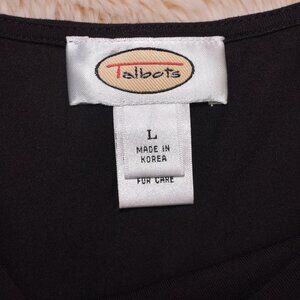 Talbots
L
MADE IN
KOREA
FOR CARE